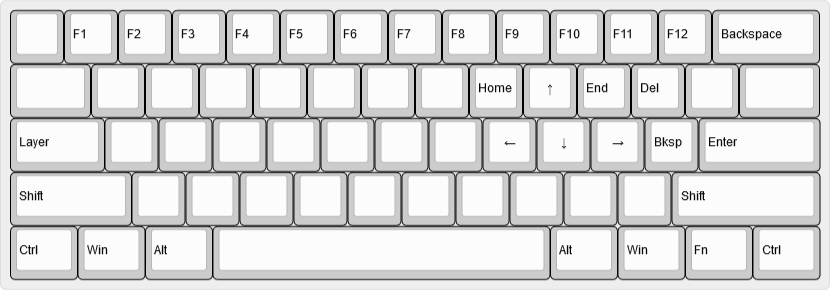 F1 F2 F3 F4 F5 F6 F7 F8 F9 F10 F11 F12 Backspace
Home ↑ End Del
Layer ← ↓ → Bksp Enter
Shift Shift
Ctrl Win Alt Alt Win Fn Ctrl